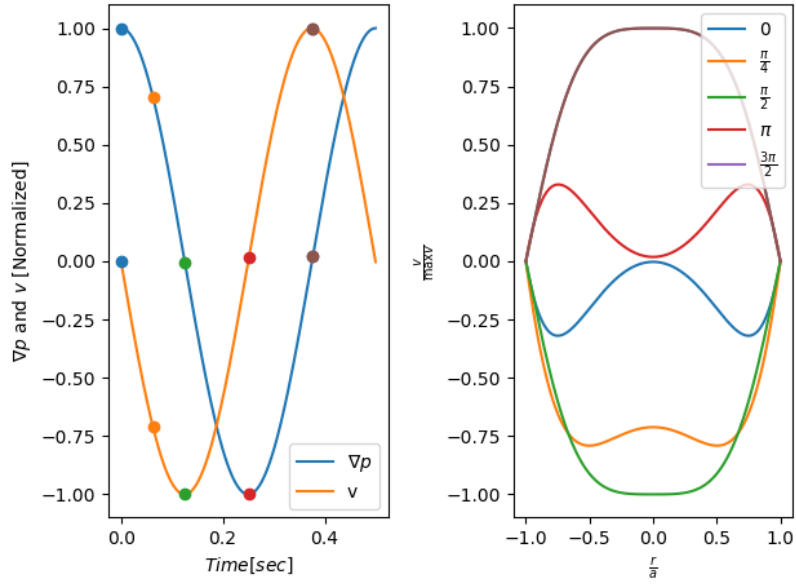 1.00
0.75
0.50
0.25
0.00
−0.25
−0.50
−0.75
−1.00
∇p and v [Normalized]
0.0 0.2 0.4
Time[sec]
∇p
v
1.00
0.75
0.50
0.25
0.00
−0.25
−0.50
−0.75
−1.00
v/maxv
−1.0 −0.5 0.0 0.5 1.0
r/a
0
π/4
π/2
π
3π/2